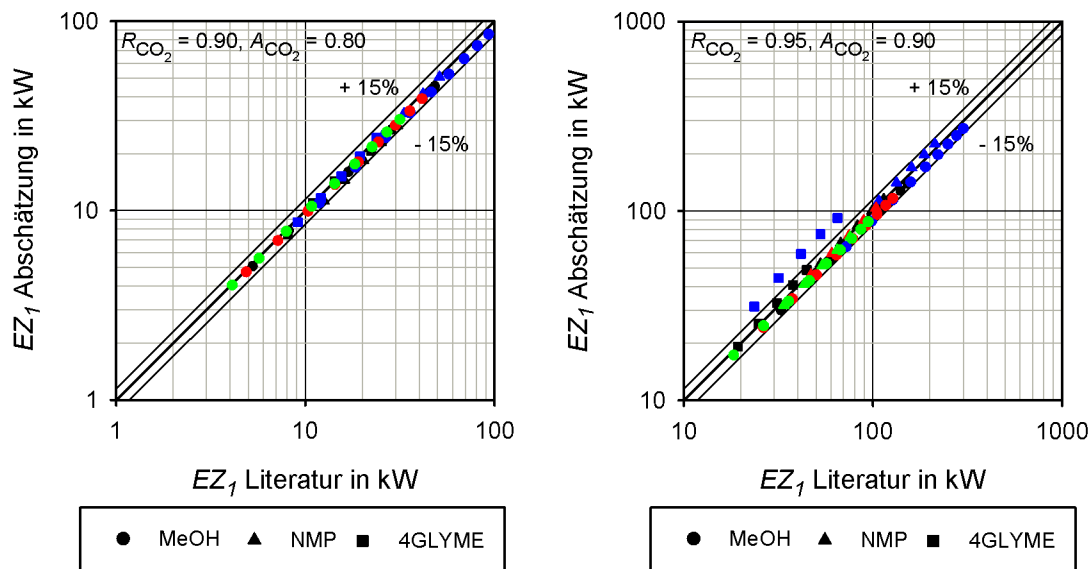 100
R_CO2 = 0.90, A_CO2 = 0.80
+ 15%
- 15%
10
1
1
10
100
EZ1 Abschätzung in kW
EZ1 Literatur in kW
MeOH NMP 4GLYME
1000
R_CO2 = 0.95, A_CO2 = 0.90
+ 15%
- 15%
100
10
10
100
1000
EZ1 Abschätzung in kW
EZ1 Literatur in kW
MeOH NMP 4GLYME